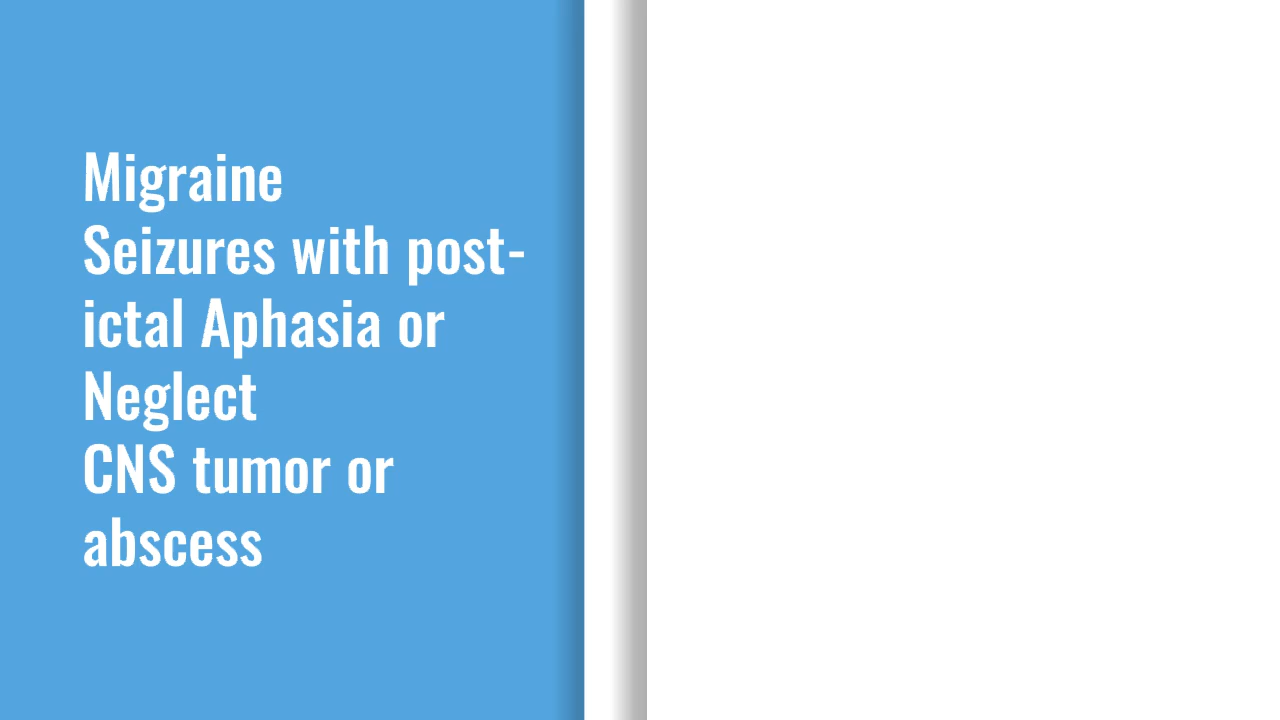 Migraine
Seizures with post-
ictal Aphasia or
Neglect
CNS tumor or
abscess